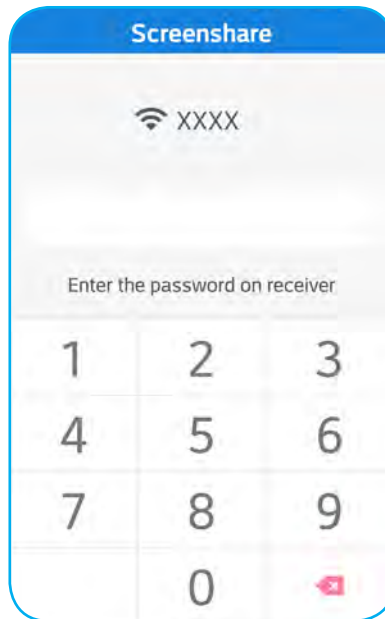 Screenshare
XXXX
Enter the password on receiver
1 2 3
4 5 6
7 8 9
0